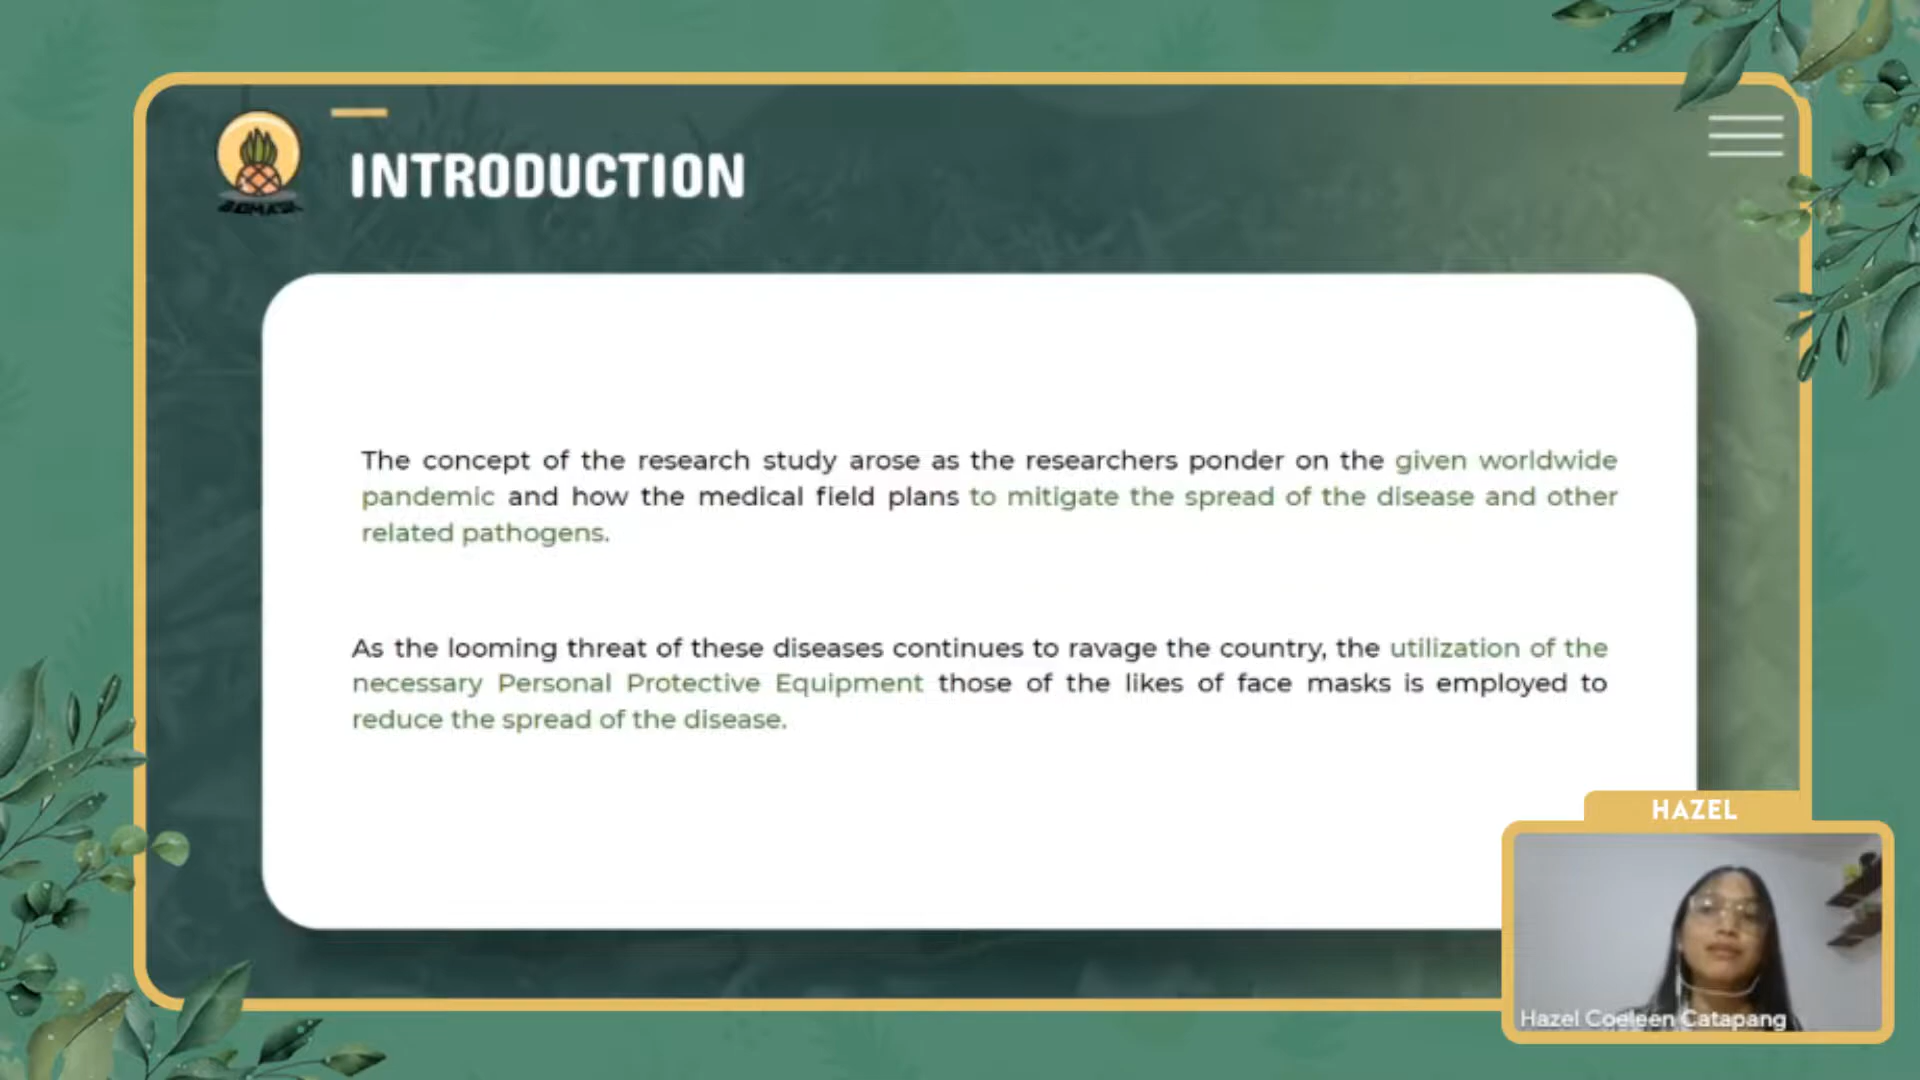 INTRODUCTION
The concept of the research study arose as the researchers ponder on the given worldwide
pandemic and how the medical field plans to mitigate the spread of the disease and other
related pathogens.
As the looming threat of these diseases continues to ravage the country, the utilization of the
necessary Personal Protective Equipment those of the likes of face masks is employed to
reduce the spread of the disease.
HAZEL
Hazel Coeleen Catapang